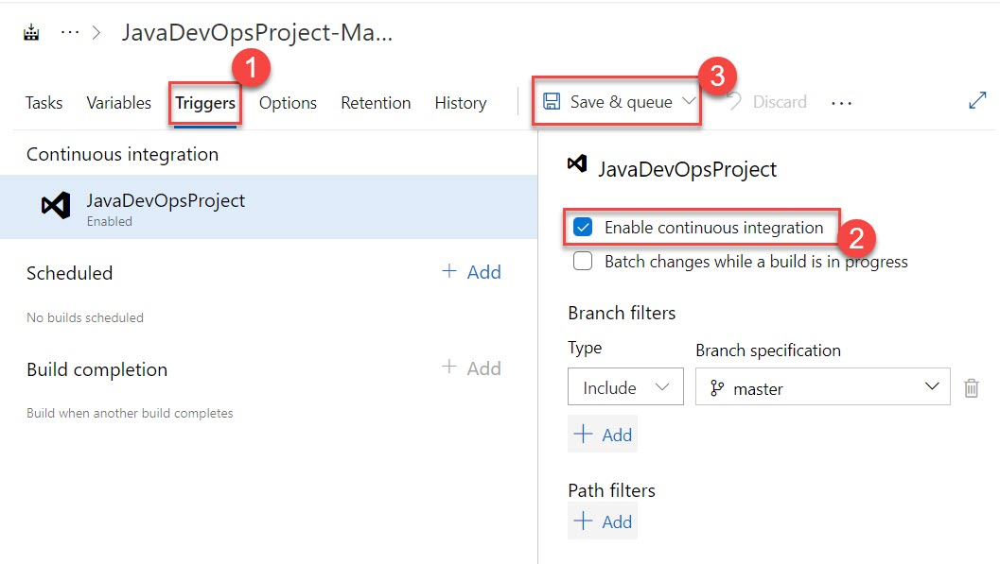 ··· > JavaDevOpsProject-Ma...
1
3
Tasks Variables Triggers Options Retention History Save & queue Discard ···
Continuous integration
JavaDevOpsProject
Enabled
Scheduled + Add
No builds scheduled
Build completion + Add
Build when another build completes
JavaDevOpsProject
Enable continuous integration
2
Batch changes while a build is in progress
Branch filters
Type Branch specification
Include master
+ Add
Path filters
+ Add